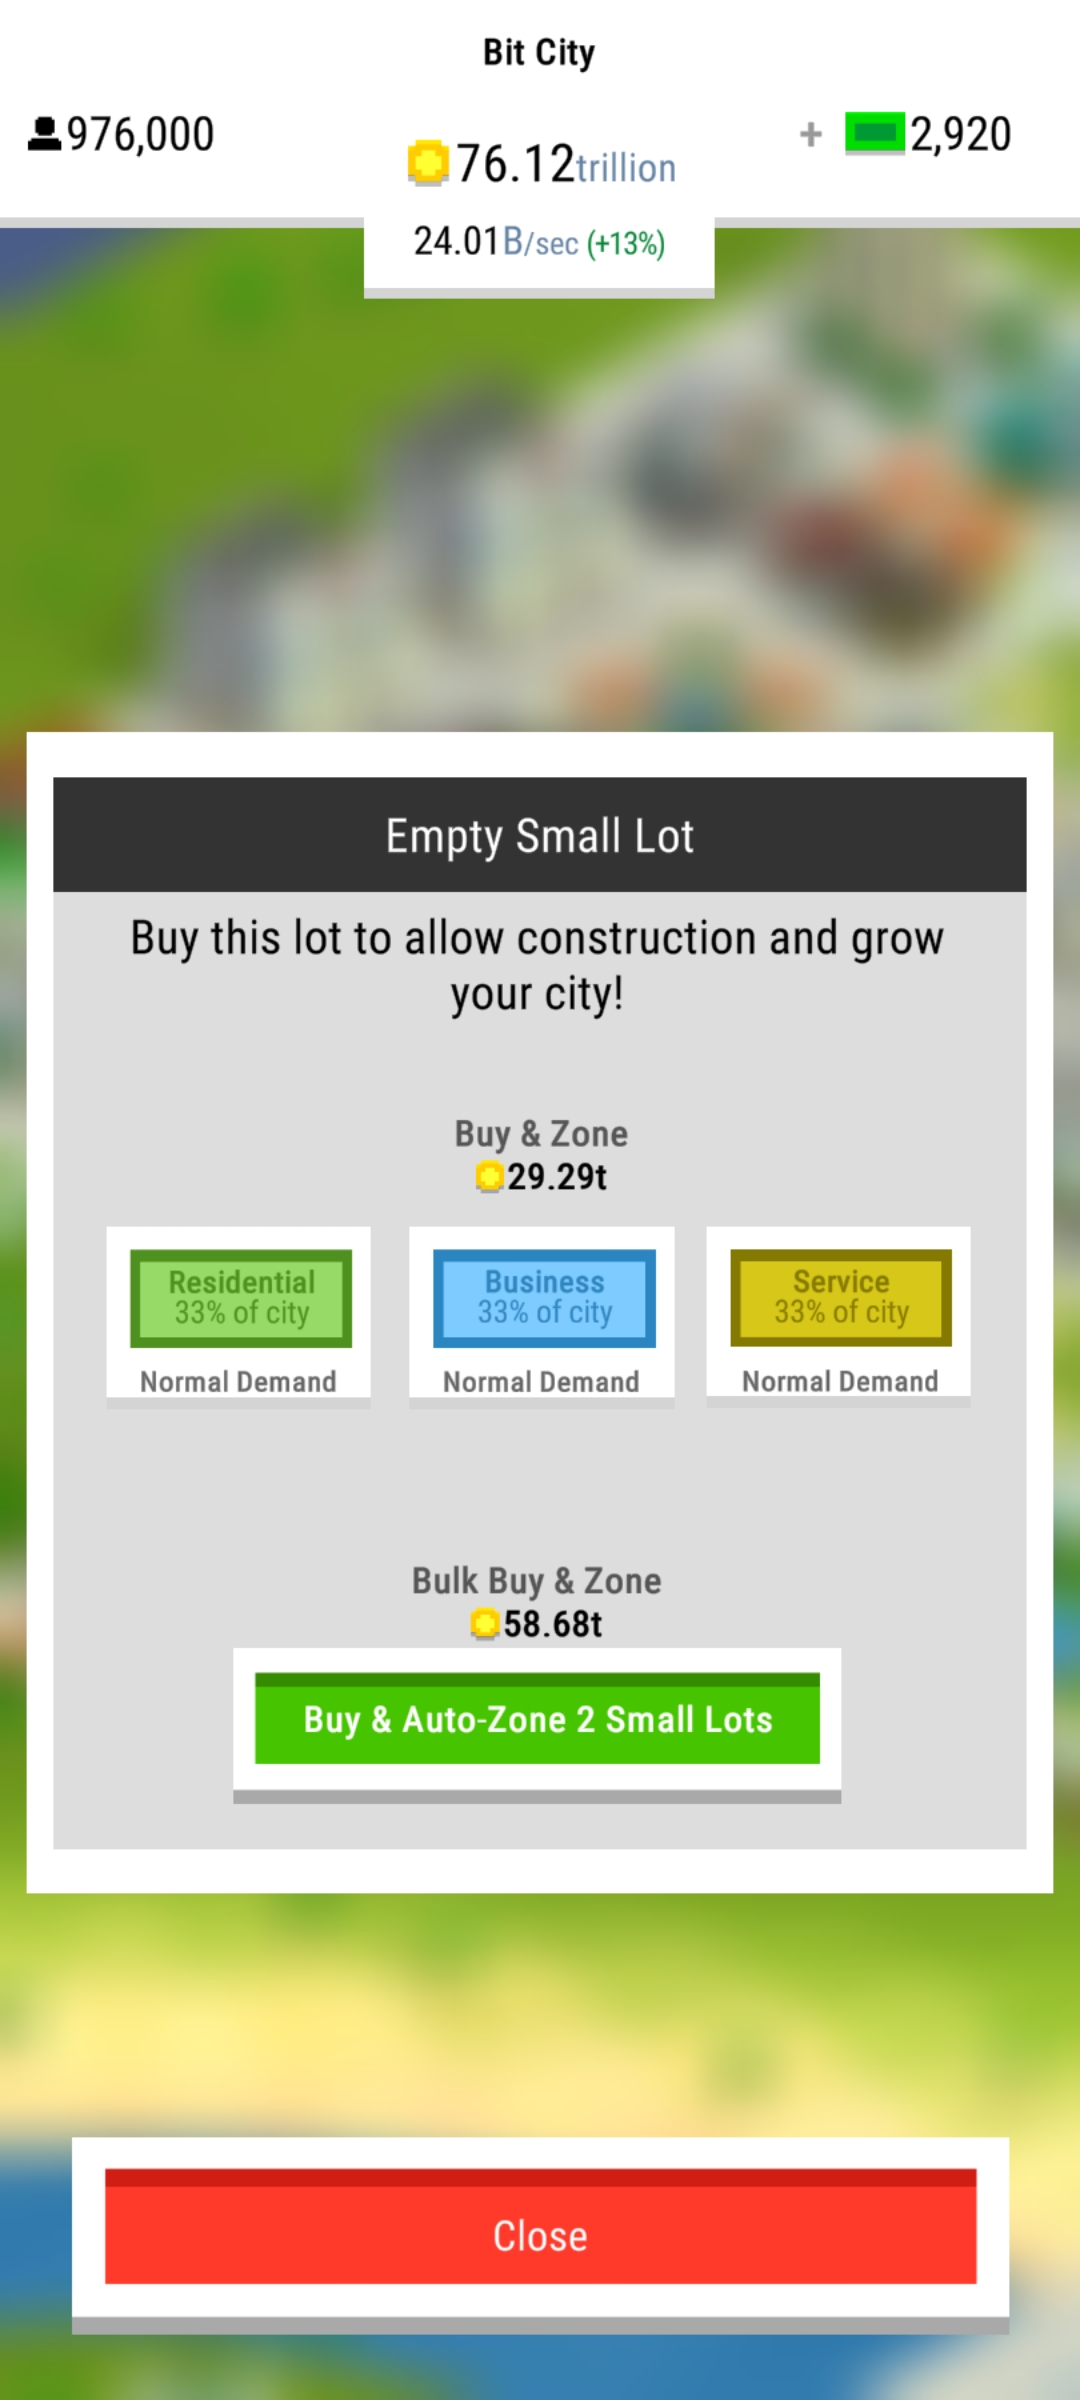 Bit City
976,000
76.12trillion
+ 2,920
24.01B/sec (+13%)
Empty Small Lot
Buy this lot to allow construction and grow
your city!
Buy & Zone
29.29t
Residential
33% of city
Normal Demand
Business
33% of city
Normal Demand
Service
33% of city
Normal Demand
Bulk Buy & Zone
58.68t
Buy & Auto-Zone 2 Small Lots
Close